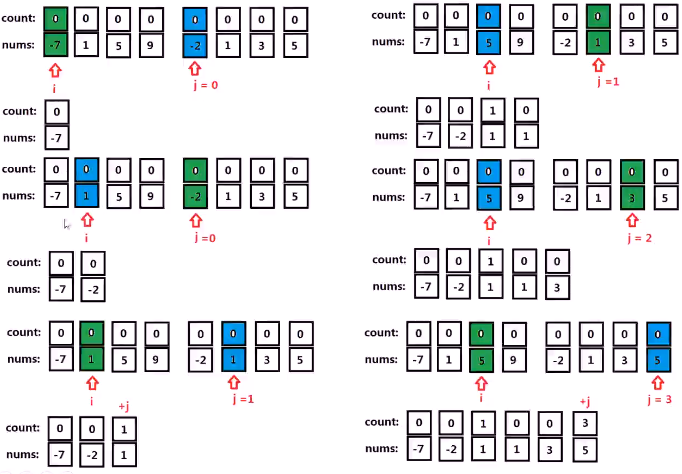 count: 0 0 0 0 0 0 0 0
nums: -7 1 5 9 -2 1 3 5
i j = 0
count: 0
nums: -7
count: 0 0 0 0 0 0 0 0
nums: -7 1 5 9 -2 1 3 5
i j=0
count: 0 0
nums: -7 -2
count: 0 0 0 0 0 0 0 0
nums: -7 1 5 9 -2 1 3 5
i j=1
+j
count: 0 0 1
nums: -7 -2 1
count: 0 0 0 0 0 0 0 0
nums: -7 1 5 9 -2 1 3 5
i j=1
count: 0 0 1 0
nums: -7 -2 1 1
count: 0 0 0 0 0 0 0 0
nums: -7 1 5 9 -2 1 3 5
i j = 2
count: 0 0 1 0 0
nums: -7 -2 1 1 3
count: 0 0 0 0 0 0 0 0
nums: -7 1 5 9 -2 1 3 5
i j = 3
+j
count: 0 0 1 0 0 3
nums: -7 -2 1 1 3 5